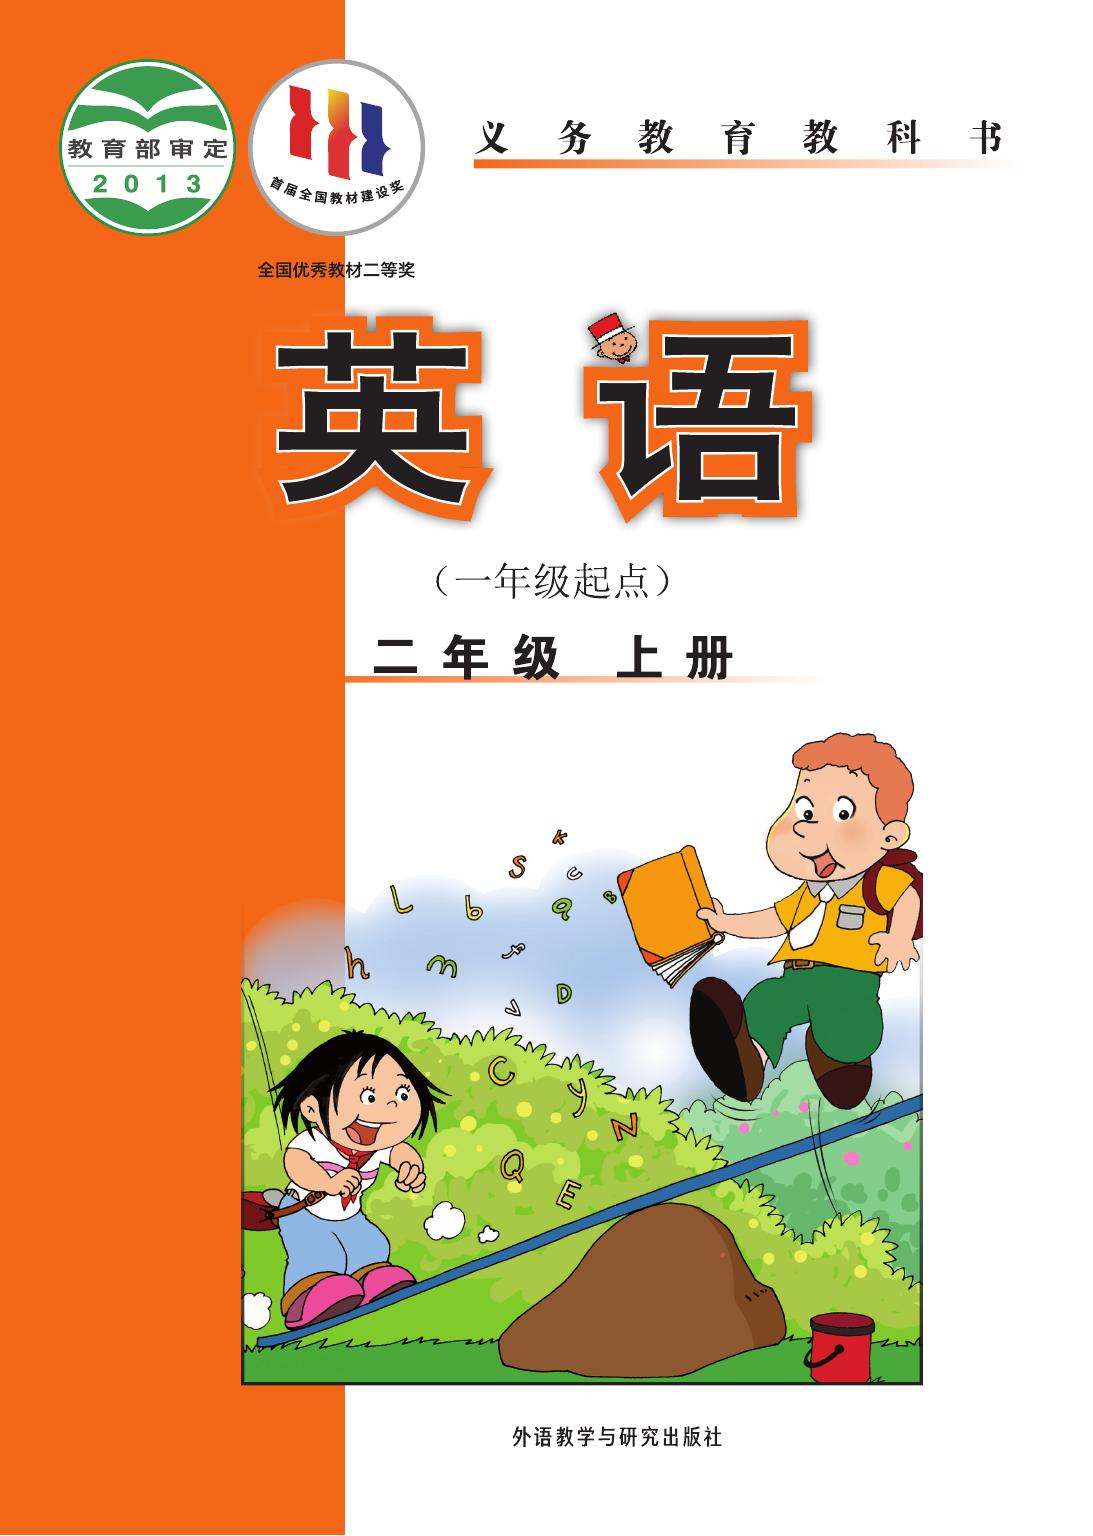 教育部审定
2013
首届全国教材建设奖
全国优秀教材二等奖
义务教育教科书
英语
（一年级起点）
二年级 上册
k
S
c
L
b
q
B
h
m
f
D
v
C
y
N
Q
E
外语教学与研究出版社